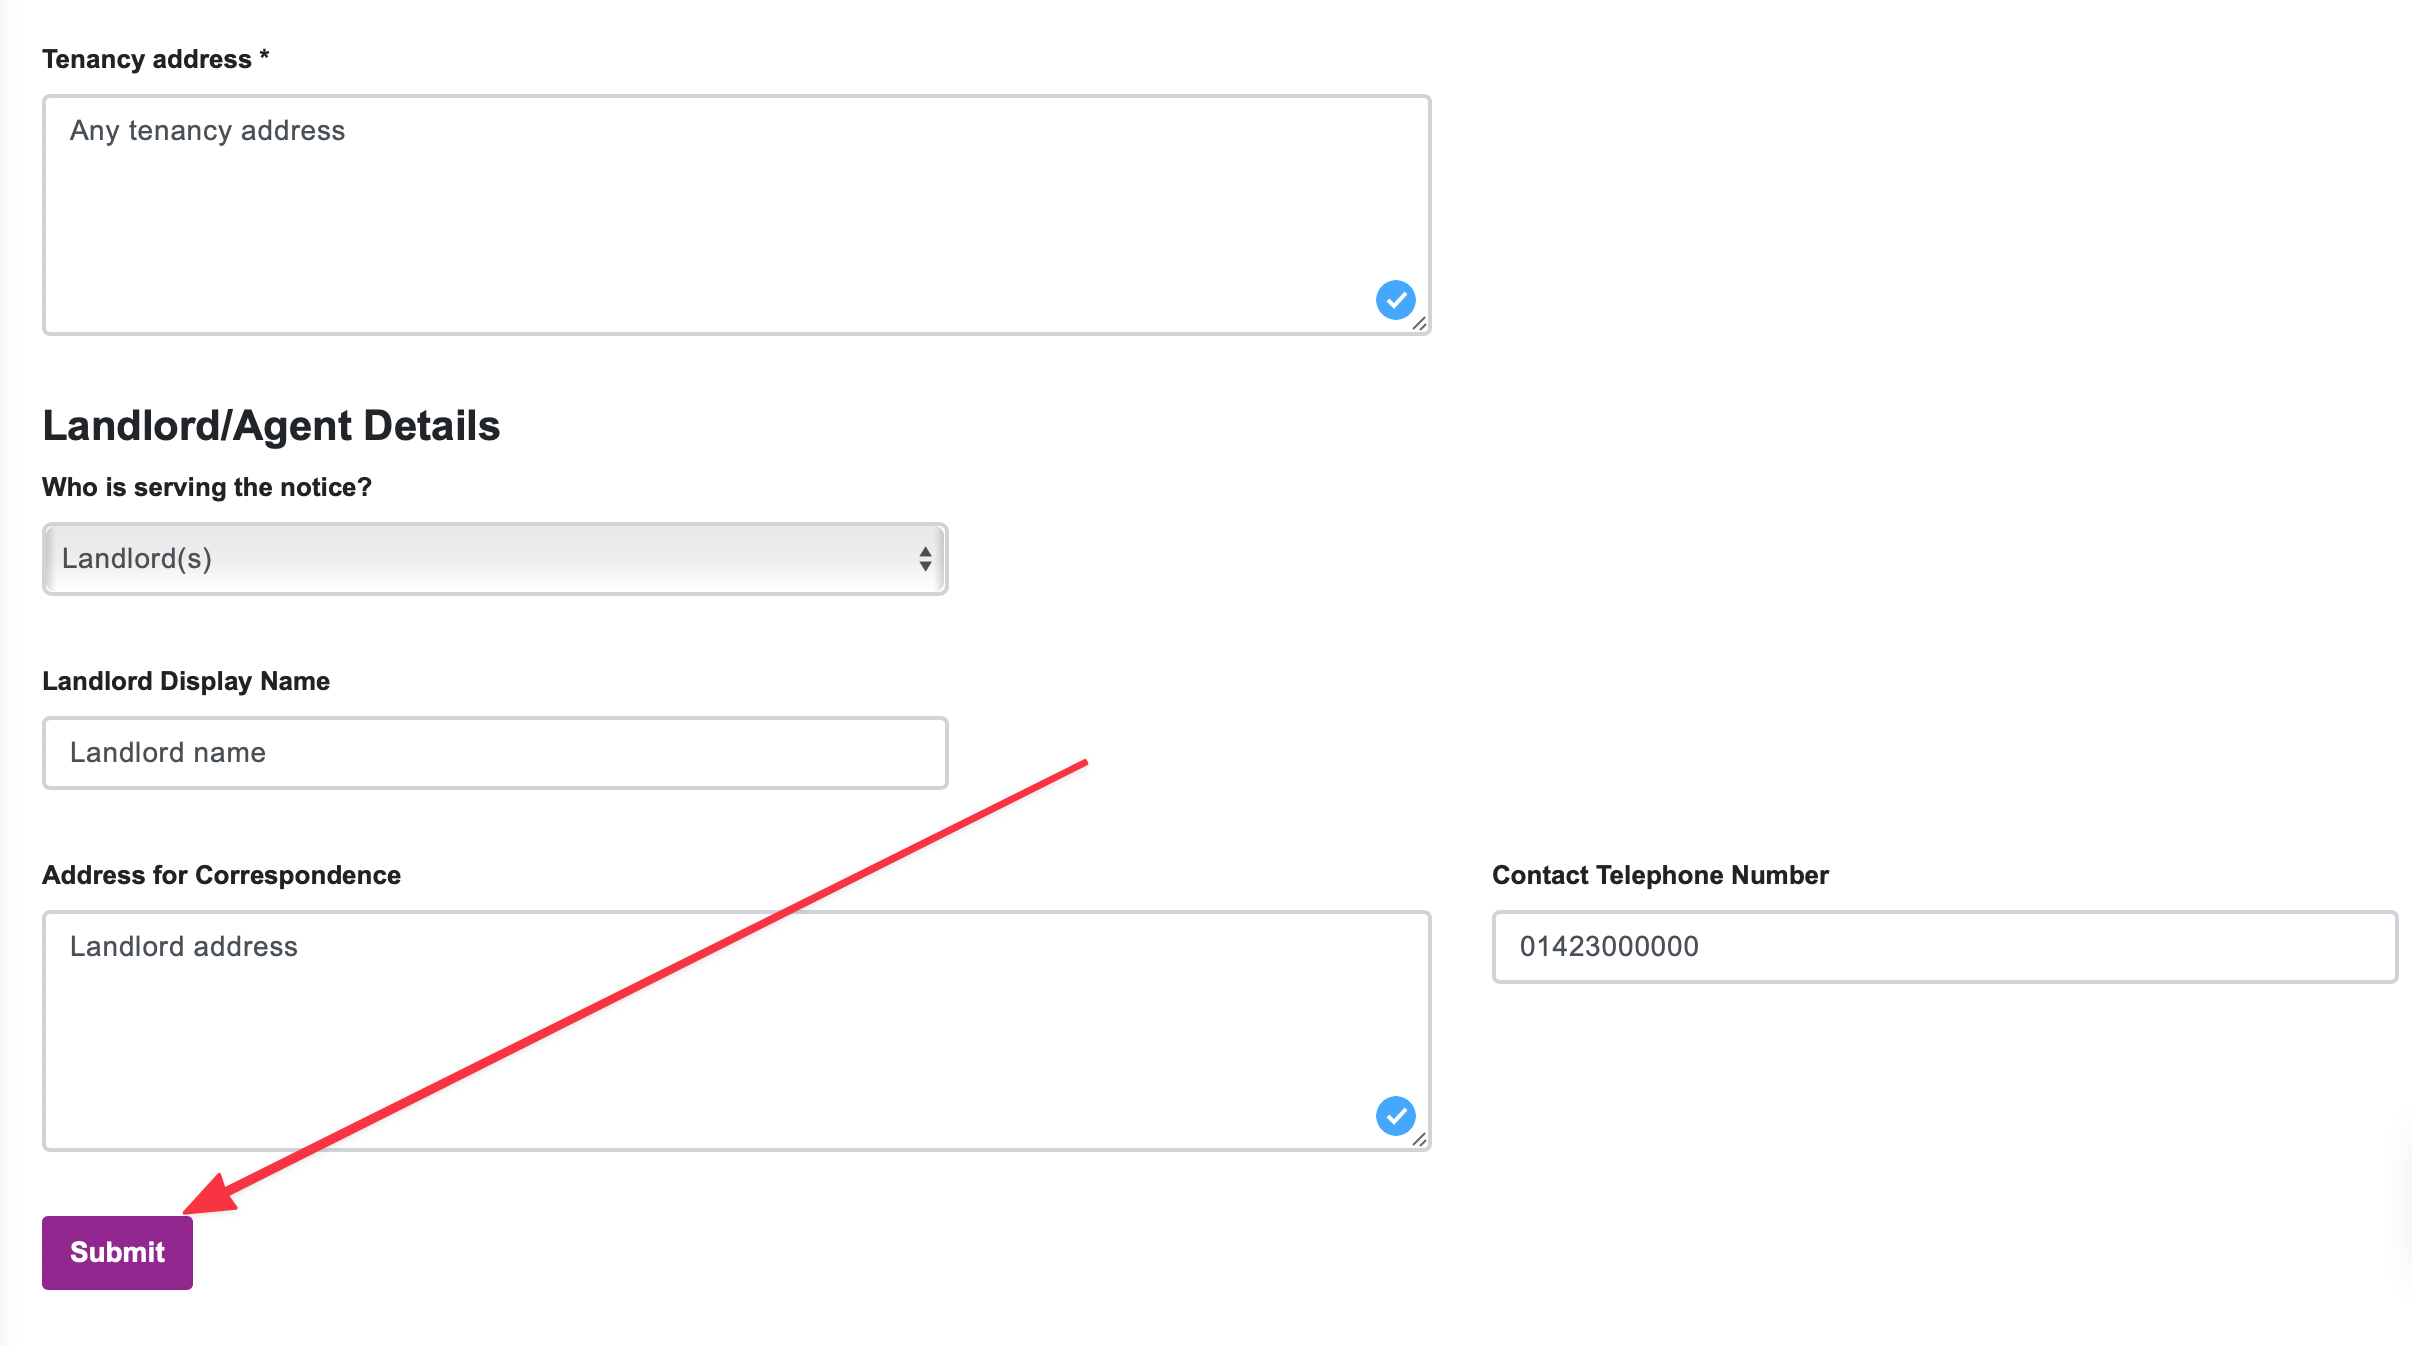 Tenancy address *
Any tenancy address
Landlord/Agent Details
Who is serving the notice?
Landlord(s)
Landlord Display Name
Landlord name
Address for Correspondence
Landlord address
Contact Telephone Number
01423000000
Submit